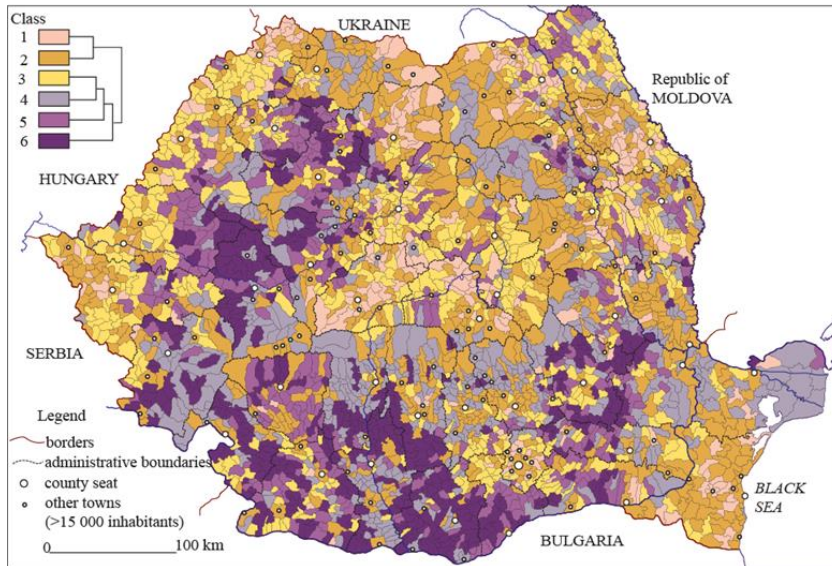 Class
1
2
3
4
5
6
UKRAINE
Republic of
MOLDOVA
HUNGARY
SERBIA
Legend
borders
administrative boundaries
county seat
other towns
(>15 000 inhabitants)
0 100 km
BULGARIA
BLACK
SEA